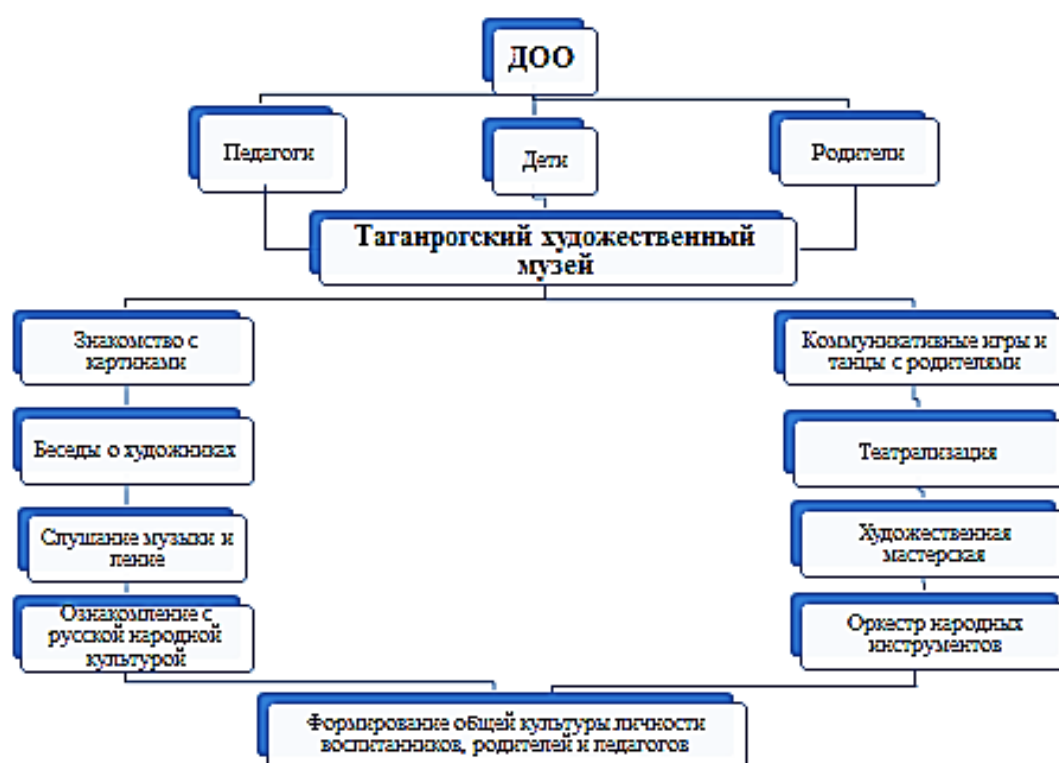 ДОО
Педагоги
Дети
Родители
Таганрогский художественный
музей
Знакомство с
картинами
Беседы о художниках
Слушание музыки и
пение
Ознакомление с
русской народной
культурой
Коммуникативные игры и
танцы с родителями
Театрализация
Художественная
мастерская
Оркестр народных
инструментов
Формирование общей культуры личности
воспитанников, родителей и педагогов